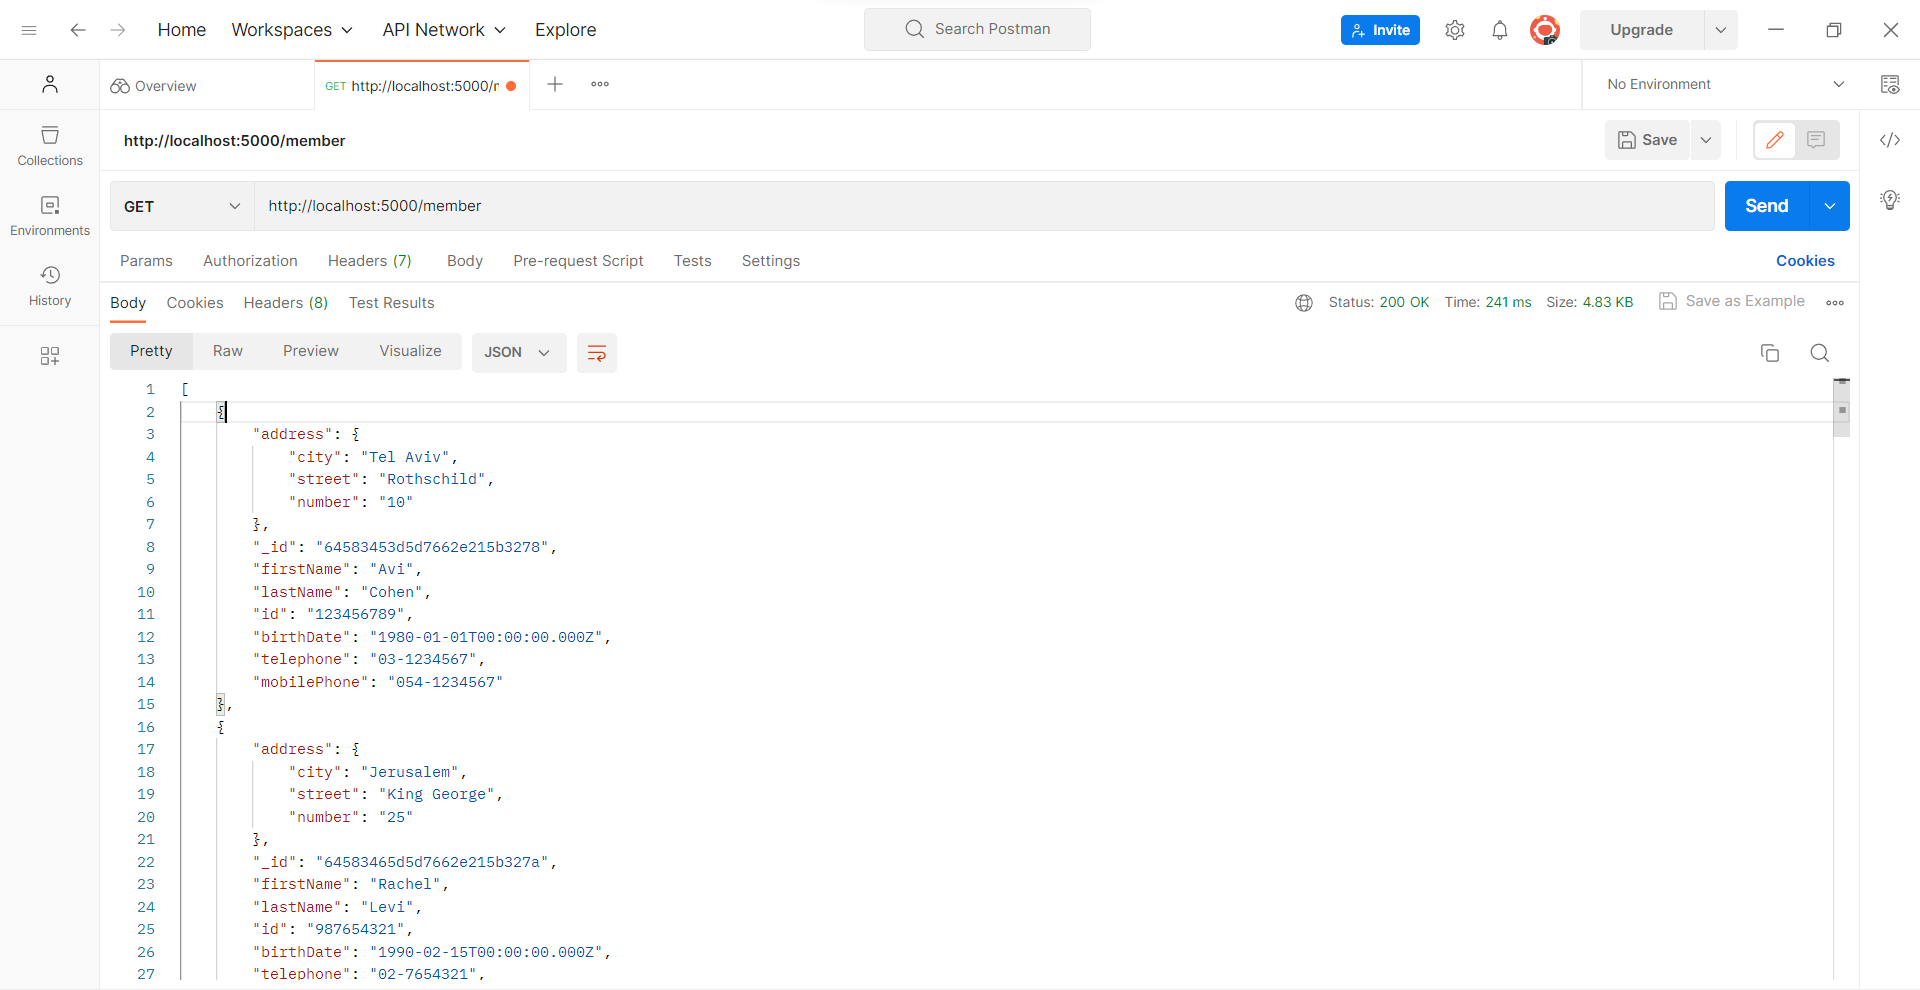 Home Workspaces API Network Explore Search Postman Invite Upgrade
Overview GET http://localhost:5000/m No Environment
http://localhost:5000/member Save
Collections
Environments
History
GET http://localhost:5000/member Send
Params Authorization Headers (7) Body Pre-request Script Tests Settings Cookies
Body Cookies Headers (8) Test Results Status: 200 OK Time: 241 ms Size: 4.83 KB Save as Example
Pretty Raw Preview Visualize JSON
1 [
2 {
3 "address": {
4 "city": "Tel Aviv",
5 "street": "Rothschild",
6 "number": "10"
7 },
8 "_id": "64583453d5d7662e215b3278",
9 "firstName": "Avi",
10 "lastName": "Cohen",
11 "id": "123456789",
12 "birthDate": "1980-01-01T00:00:00.000Z",
13 "telephone": "03-1234567",
14 "mobilePhone": "054-1234567"
15 },
16 {
17 "address": {
18 "city": "Jerusalem",
19 "street": "King George",
20 "number": "25"
21 },
22 "_id": "64583465d5d7662e215b327a",
23 "firstName": "Rachel",
24 "lastName": "Levi",
25 "id": "987654321",
26 "birthDate": "1990-02-15T00:00:00.000Z",
27 "telephone": "02-7654321",